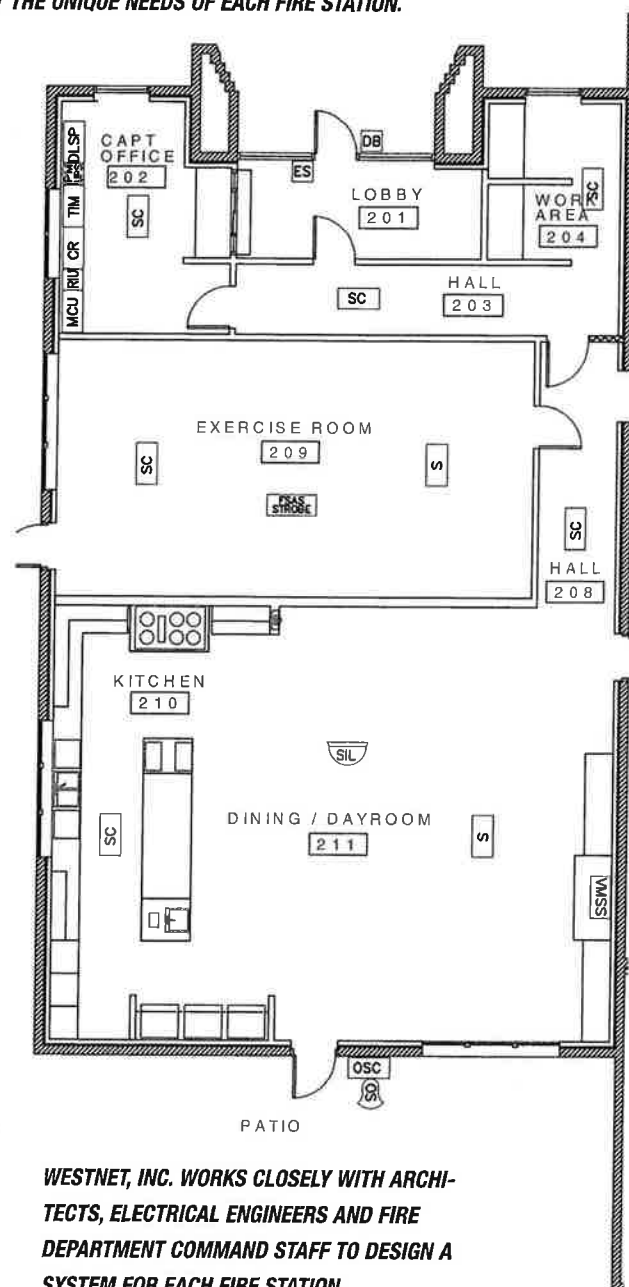 THE UNIQUE NEEDS OF EACH FIRE STATION.
CAPT
OFFICE
202
DLSP
TIM
CR
RIU
MCU
SC
ES
DB
LOBBY
201
SC
WORK
AREA
204
SC
HALL
203
EXERCISE ROOM
209
SC
S
FSAS
STROBE
SC
HALL
208
KITCHEN
210
SIL
DINING / DAYROOM
211
SC
S
VMSS
OSC
SO
PATIO
WESTNET, INC. WORKS CLOSELY WITH ARCHI-
TECTS, ELECTRICAL ENGINEERS AND FIRE
DEPARTMENT COMMAND STAFF TO DESIGN A
SYSTEM FOR EACH FIRE STATION